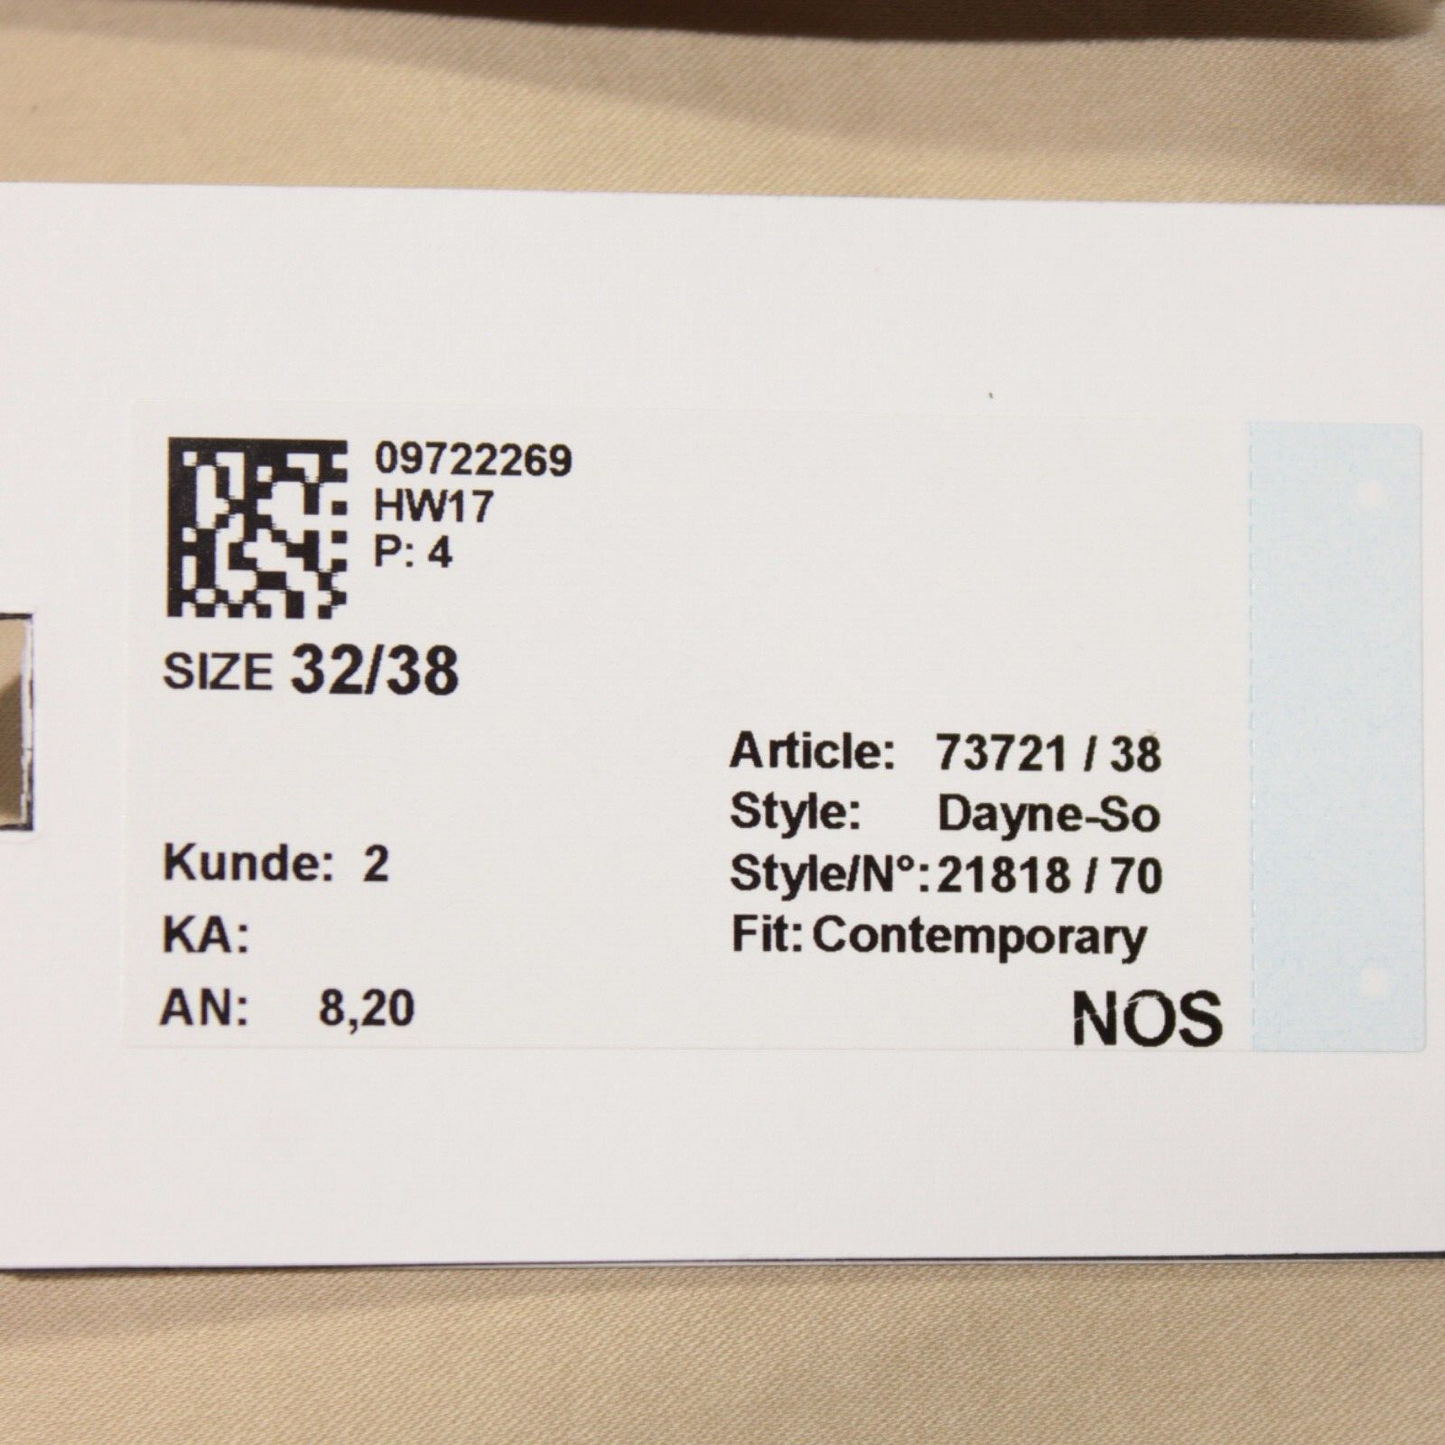 09722269
HW17
P: 4
SIZE 32/38
Article: 73721 / 38
Style: Dayne-So
Style/N°: 21818 / 70
Fit: Contemporary
Kunde: 2
KA:
AN: 8,20
NOS